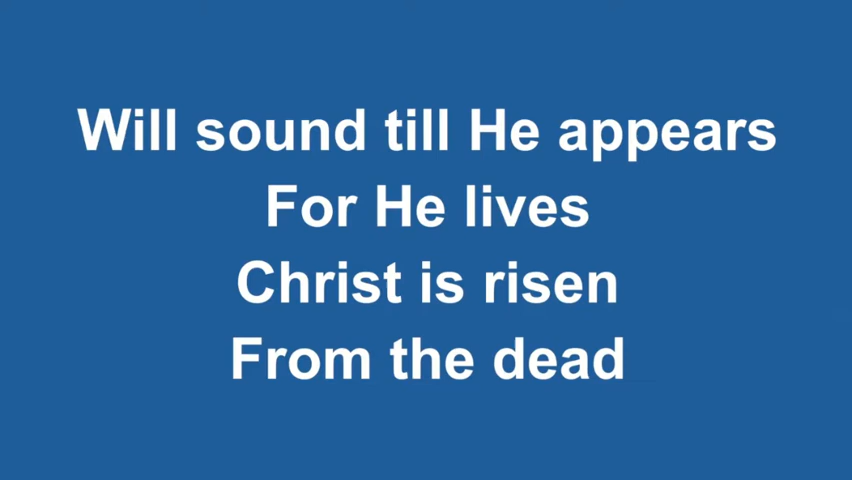 Will sound till He appears
For He lives
Christ is risen
From the dead